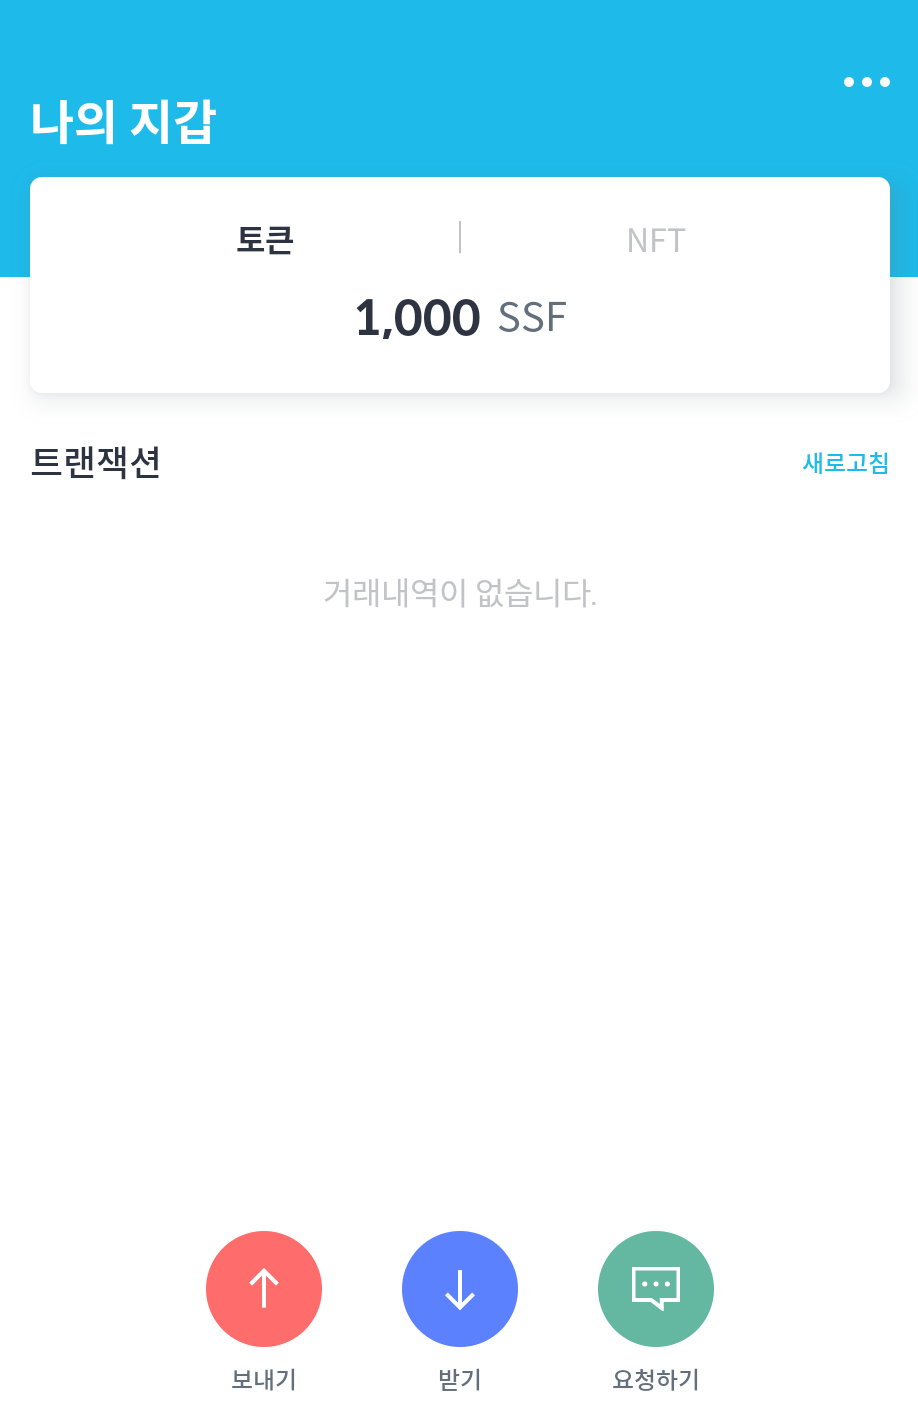 나의 지갑
토큰 NFT
1,000 SSF
트랜잭션 새로고침
거래내역이 없습니다.
보내기 받기 요청하기